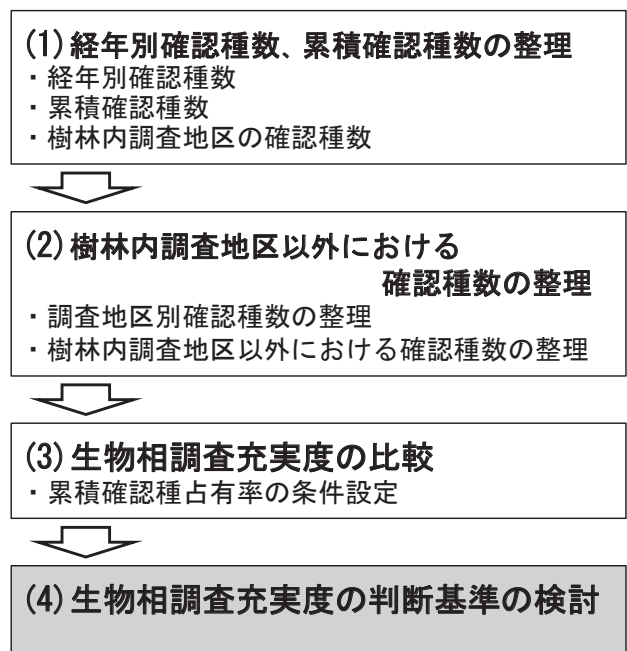 (1)経年別確認種数、累積確認種数の整理
・経年別確認種数
・累積確認種数
・樹林内調査地区の確認種数
(2)樹林内調査地区以外における
確認種数の整理
・調査地区別確認種数の整理
・樹林内調査地区以外における確認種数の整理
(3)生物相調査充実度の比較
・累積確認種占有率の条件設定
(4)生物相調査充実度の判断基準の検討